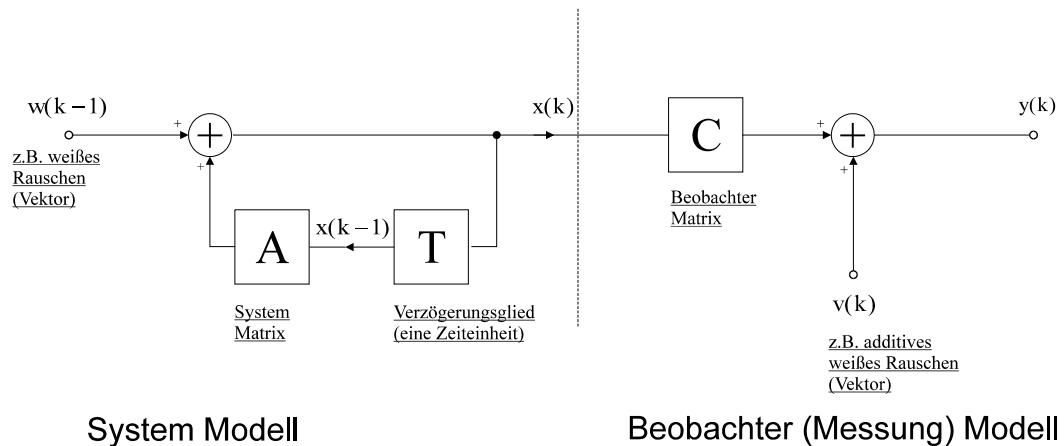 w(k−1)
+
+
z.B. weißes
Rauschen
(Vektor)
x(k)
A
x(k−1)
T
System
Matrix
Verzögerungsglied
(eine Zeiteinheit)
C
Beobachter
Matrix
+
+
+
+
y(k)
v(k)
z.B. additives
weißes Rauschen
(Vektor)
System Modell
Beobachter (Messung) Modell